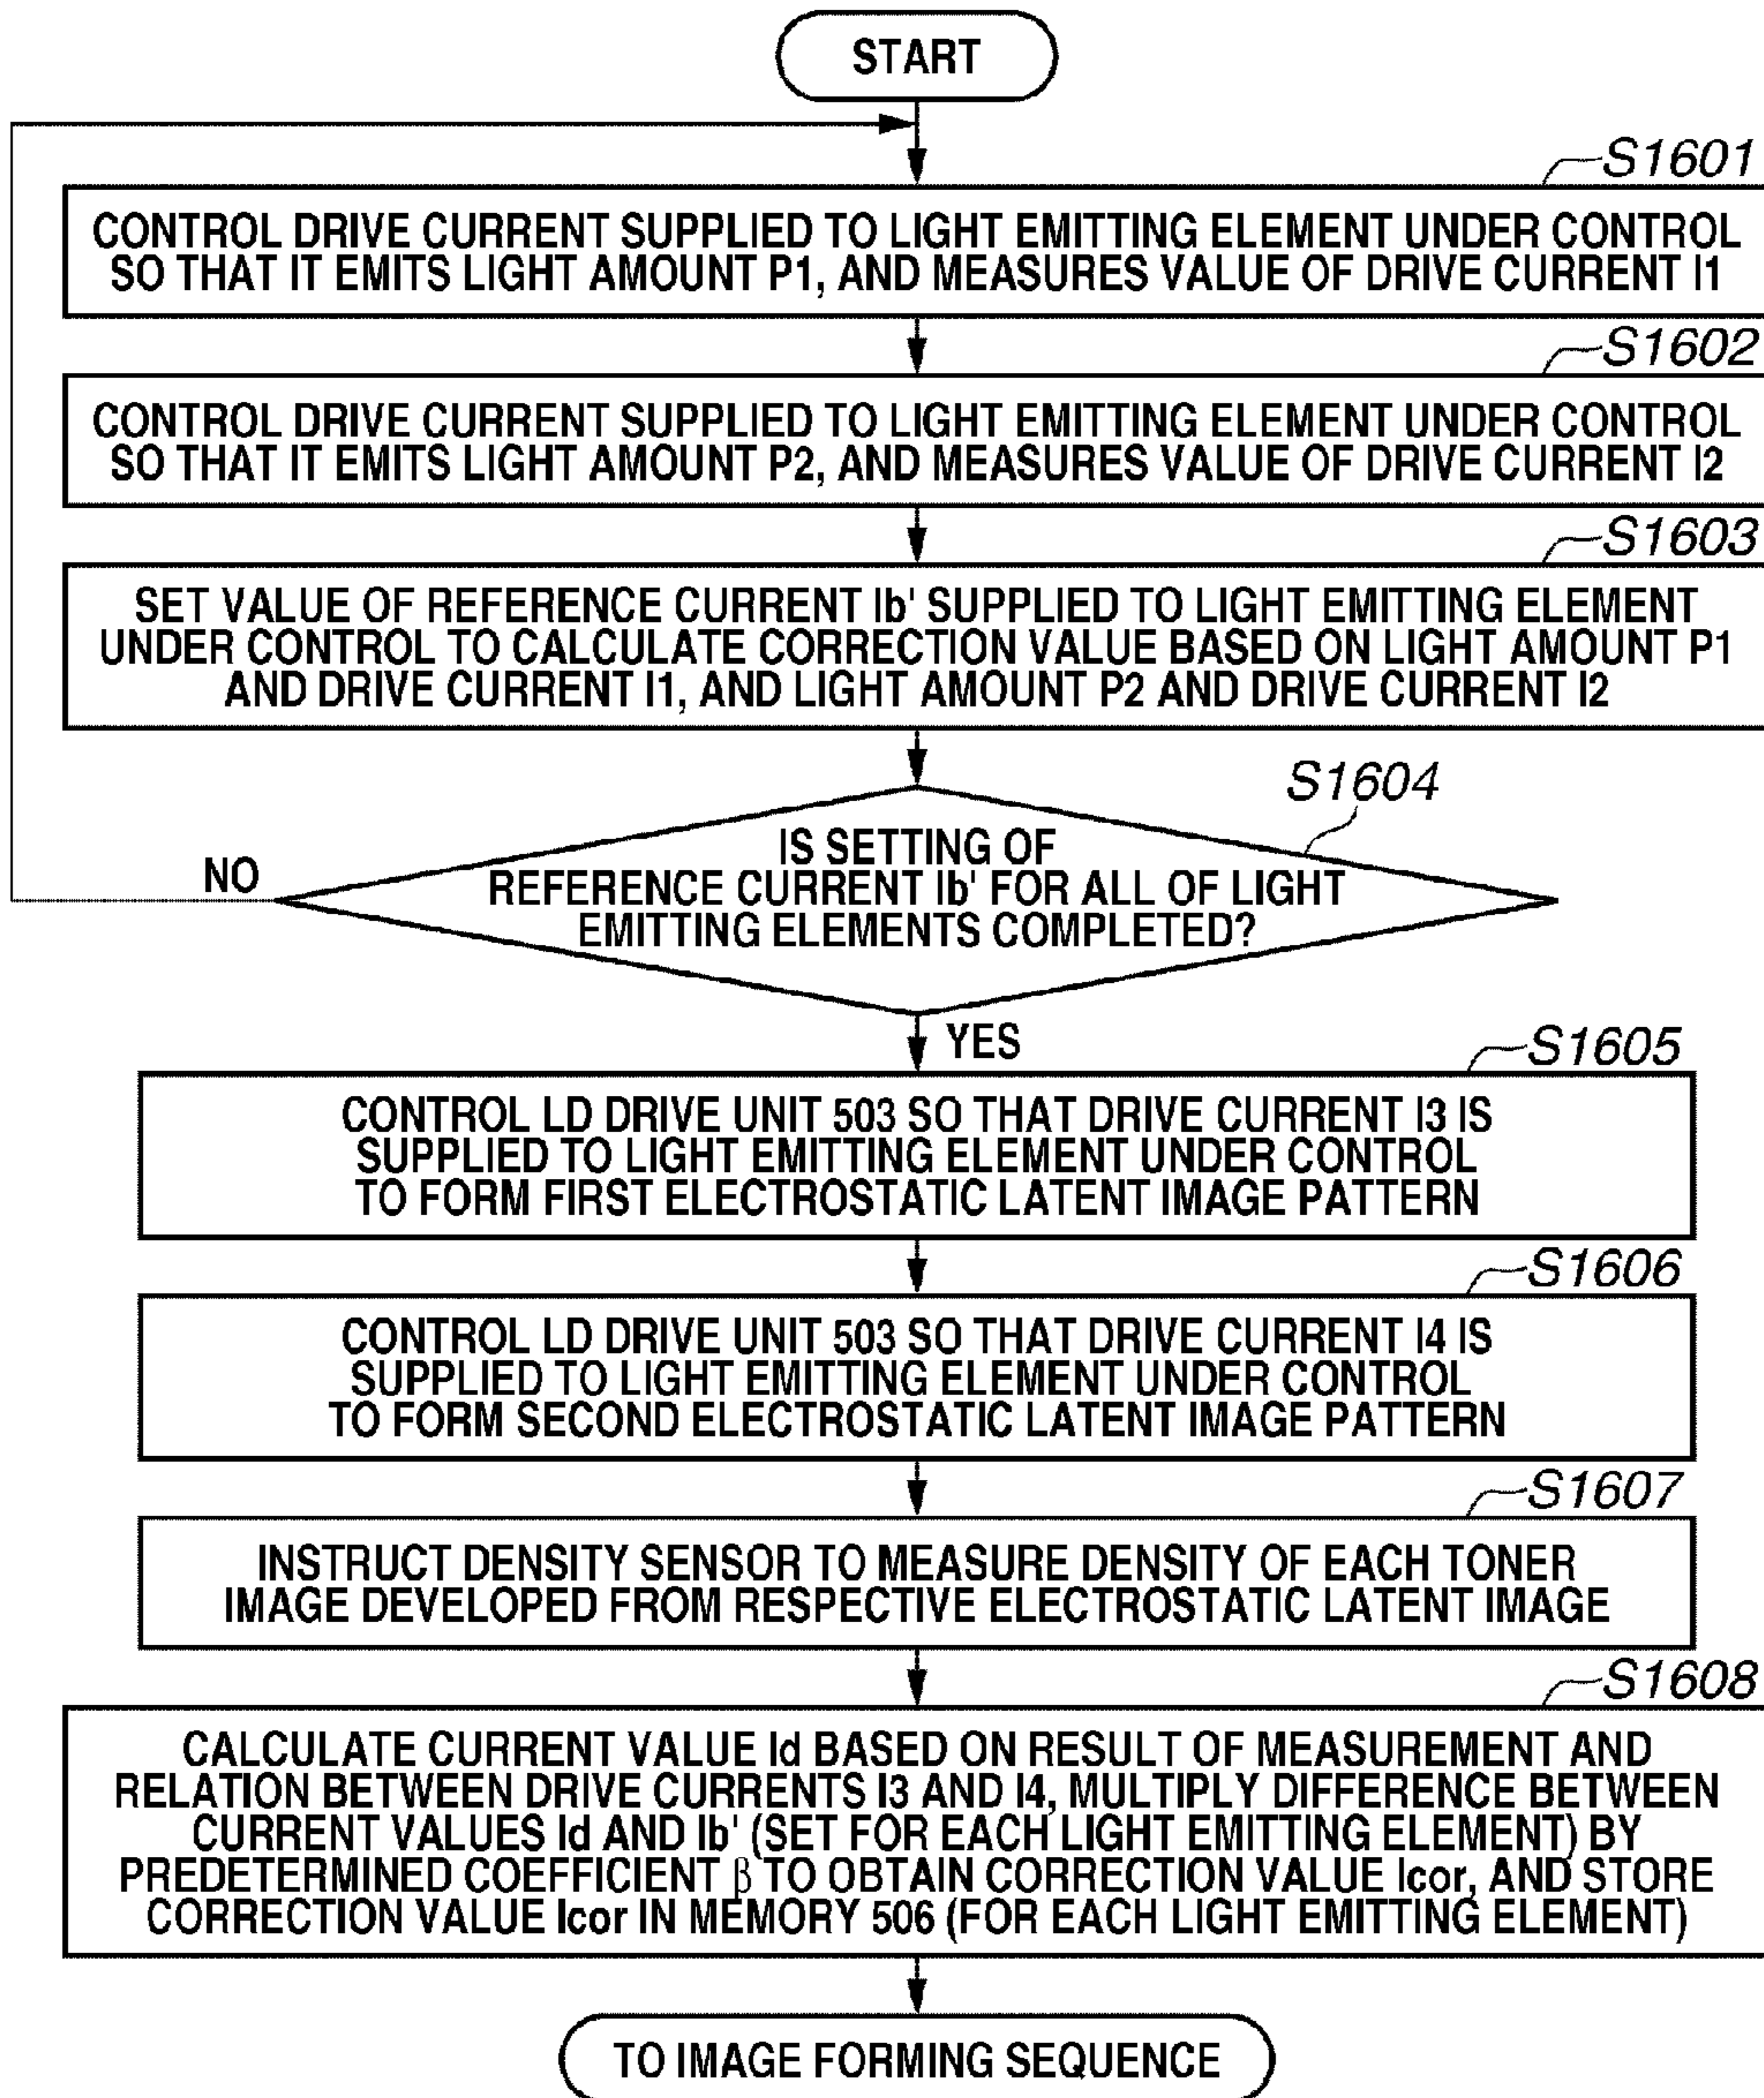 START
S1601
CONTROL DRIVE CURRENT SUPPLIED TO LIGHT EMITTING ELEMENT UNDER CONTROL
SO THAT IT EMITS LIGHT AMOUNT P1, AND MEASURES VALUE OF DRIVE CURRENT I1
S1602
CONTROL DRIVE CURRENT SUPPLIED TO LIGHT EMITTING ELEMENT UNDER CONTROL
SO THAT IT EMITS LIGHT AMOUNT P2, AND MEASURES VALUE OF DRIVE CURRENT I2
S1603
SET VALUE OF REFERENCE CURRENT Ib' SUPPLIED TO LIGHT EMITTING ELEMENT
UNDER CONTROL TO CALCULATE CORRECTION VALUE BASED ON LIGHT AMOUNT P1
AND DRIVE CURRENT I1, AND LIGHT AMOUNT P2 AND DRIVE CURRENT I2
S1604
IS SETTING OF
REFERENCE CURRENT Ib' FOR ALL OF LIGHT
EMITTING ELEMENTS COMPLETED?
NO
YES
S1605
CONTROL LD DRIVE UNIT 503 SO THAT DRIVE CURRENT I3 IS
SUPPLIED TO LIGHT EMITTING ELEMENT UNDER CONTROL
TO FORM FIRST ELECTROSTATIC LATENT IMAGE PATTERN
S1606
CONTROL LD DRIVE UNIT 503 SO THAT DRIVE CURRENT I4 IS
SUPPLIED TO LIGHT EMITTING ELEMENT UNDER CONTROL
TO FORM SECOND ELECTROSTATIC LATENT IMAGE PATTERN
S1607
INSTRUCT DENSITY SENSOR TO MEASURE DENSITY OF EACH TONER
IMAGE DEVELOPED FROM RESPECTIVE ELECTROSTATIC LATENT IMAGE
S1608
CALCULATE CURRENT VALUE Id BASED ON RESULT OF MEASUREMENT AND
RELATION BETWEEN DRIVE CURRENTS I3 AND I4, MULTIPLY DIFFERENCE BETWEEN
CURRENT VALUES Id AND Ib' (SET FOR EACH LIGHT EMITTING ELEMENT) BY
PREDETERMINED COEFFICIENT β TO OBTAIN CORRECTION VALUE Icor, AND STORE
CORRECTION VALUE Icor IN MEMORY 506 (FOR EACH LIGHT EMITTING ELEMENT)
TO IMAGE FORMING SEQUENCE